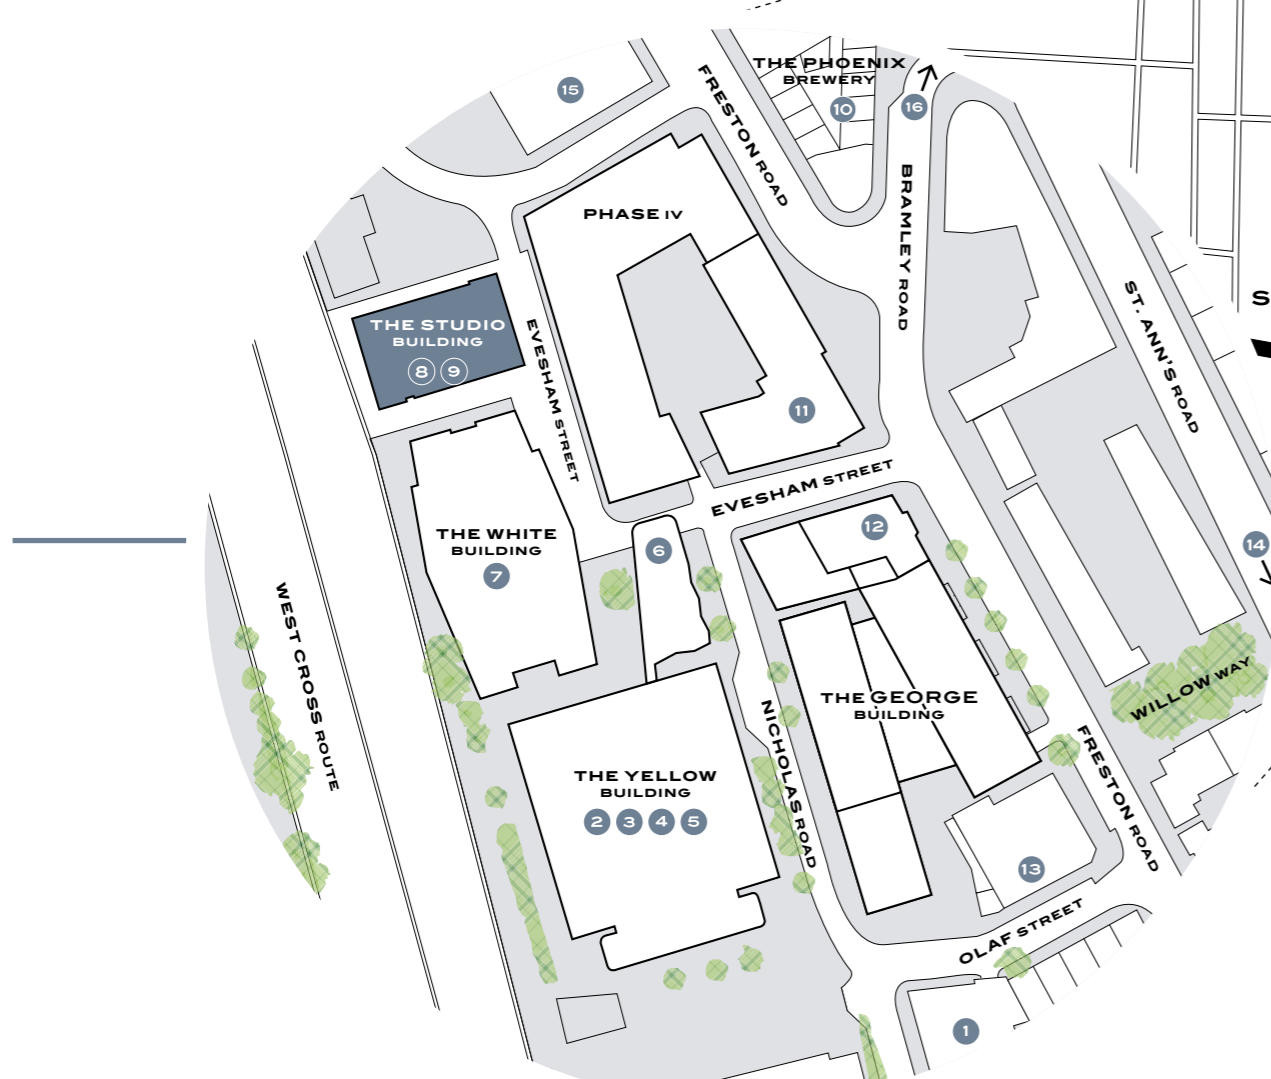 15
THE PHOENIX
BREWERY
10
16
FRESTON ROAD
BRAMLEY ROAD
PHASE IV
ST. ANN'S ROAD
S
THE STUDIO
BUILDING
8 9
EVESHAM STREET
11
EVESHAM STREET
THE WHITE
BUILDING
7
6
12
14
WEST CROSS ROUTE
WILLOW WAY
THE GEORGE
BUILDING
NICHOLAS ROAD
FRESTON ROAD
THE YELLOW
BUILDING
2 3 4 5
13
OLAF STREET
1